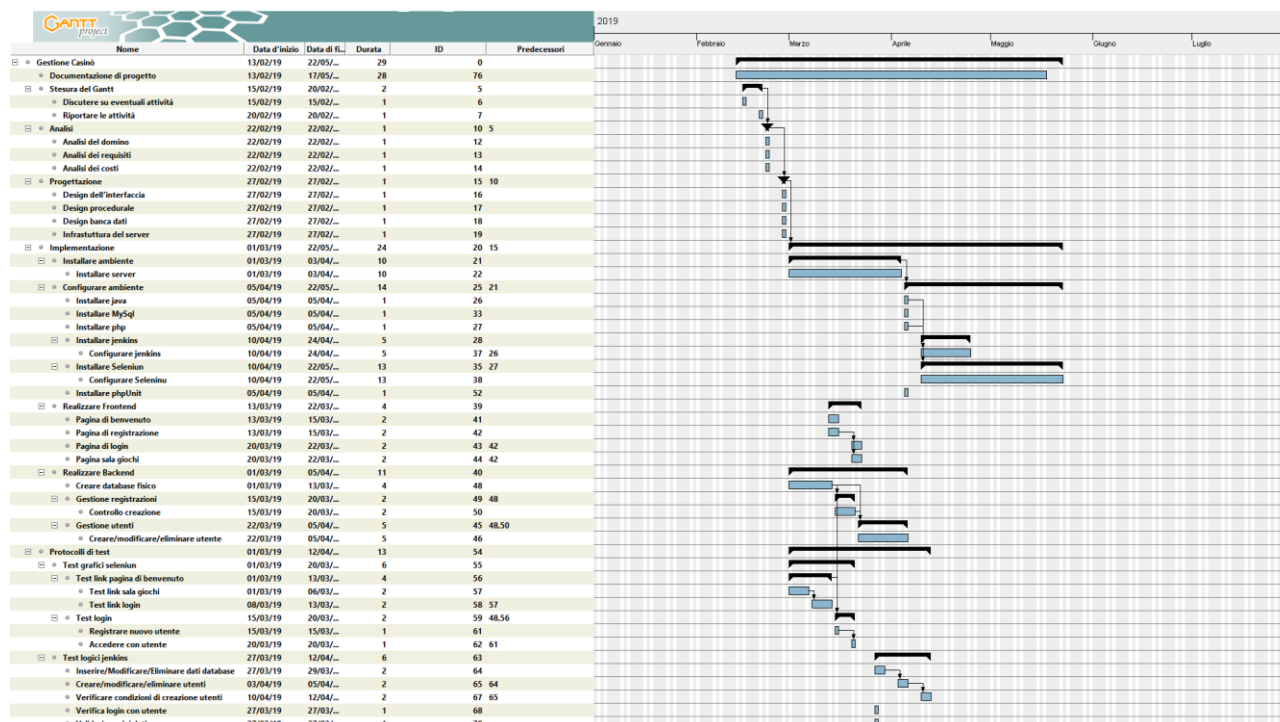 GANTT project
2019
Nome Data d'inizio Data di fi... Durata ID Predecessori
Gennaio Febbraio Marzo Aprile Maggio Giugno Luglio
Gestione Casinò 13/02/19 22/05/... 29 0
Documentazione di progetto 13/02/19 17/05/... 28 76
Stesura del Gantt 15/02/19 20/02/... 2 5
Discutere su eventuali attività 15/02/19 15/02/... 1 6
Riportare le attività 20/02/19 20/02/... 1 7
Analisi 22/02/19 22/02/... 1 10 5
Analisi del domino 22/02/19 22/02/... 1 12
Analisi dei requisiti 22/02/19 22/02/... 1 13
Analisi dei costi 22/02/19 22/02/... 1 14
Progettazione 27/02/19 27/02/... 1 15 10
Design dell'interfaccia 27/02/19 27/02/... 1 16
Design procedurale 27/02/19 27/02/... 1 17
Design banca dati 27/02/19 27/02/... 1 18
Infrastuttura del server 27/02/19 27/02/... 1 19
Implementazione 01/03/19 22/05/... 24 20 15
Installare ambiente 01/03/19 03/04/... 10 21
Installare server 01/03/19 03/04/... 10 22
Configurare ambiente 05/04/19 22/05/... 14 25 21
Installare java 05/04/19 05/04/... 1 26
Installare MySql 05/04/19 05/04/... 1 33
Installare php 05/04/19 05/04/... 1 27
Installare jenkins 10/04/19 24/04/... 5 28
Configurare jenkins 10/04/19 24/04/... 5 37 26
Installare Seleniun 10/04/19 22/05/... 13 35 27
Configurare Seleninu 10/04/19 22/05/... 13 38
Installare phpUnit 05/04/19 05/04/... 1 52
Realizzare Frontend 13/03/19 22/03/... 4 39
Pagina di benvenuto 13/03/19 15/03/... 2 41
Pagina di registrazione 13/03/19 15/03/... 2 42
Pagina di login 20/03/19 22/03/... 2 43 42
Pagina sala giochi 20/03/19 22/03/... 2 44 42
Realizzare Backend 01/03/19 05/04/... 11 40
Creare database fisico 01/03/19 13/03/... 4 48
Gestione registrazioni 15/03/19 20/03/... 2 49 48
Controllo creazione 15/03/19 20/03/... 2 50
Gestione utenti 22/03/19 05/04/... 5 45 48,50
Creare/modificare/eliminare utente 22/03/19 05/04/... 5 46
Protocolli di test 01/03/19 12/04/... 13 54
Test grafici seleniun 01/03/19 20/03/... 6 55
Test link pagina di benvenuto 01/03/19 13/03/... 4 56
Test link sala giochi 01/03/19 06/03/... 2 57
Test link login 08/03/19 13/03/... 2 58 57
Test login 15/03/19 20/03/... 2 59 48,56
Registrare nuovo utente 15/03/19 15/03/... 1 61
Accedere con utente 20/03/19 20/03/... 1 62 61
Test logici jenkins 27/03/19 12/04/... 6 63
Inserire/Modificare/Eliminare dati database 27/03/19 29/03/... 2 64
Creare/modificare/eliminare utenti 03/04/19 05/04/... 2 65 64
Verificare condizioni di creazione utenti 10/04/19 12/04/... 2 67 65
Verifica login con utente 27/03/19 27/03/... 1 68